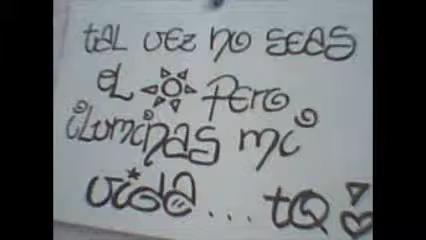 tal vez no seas
el ☀ pero
iluminas mi
vida... tQ